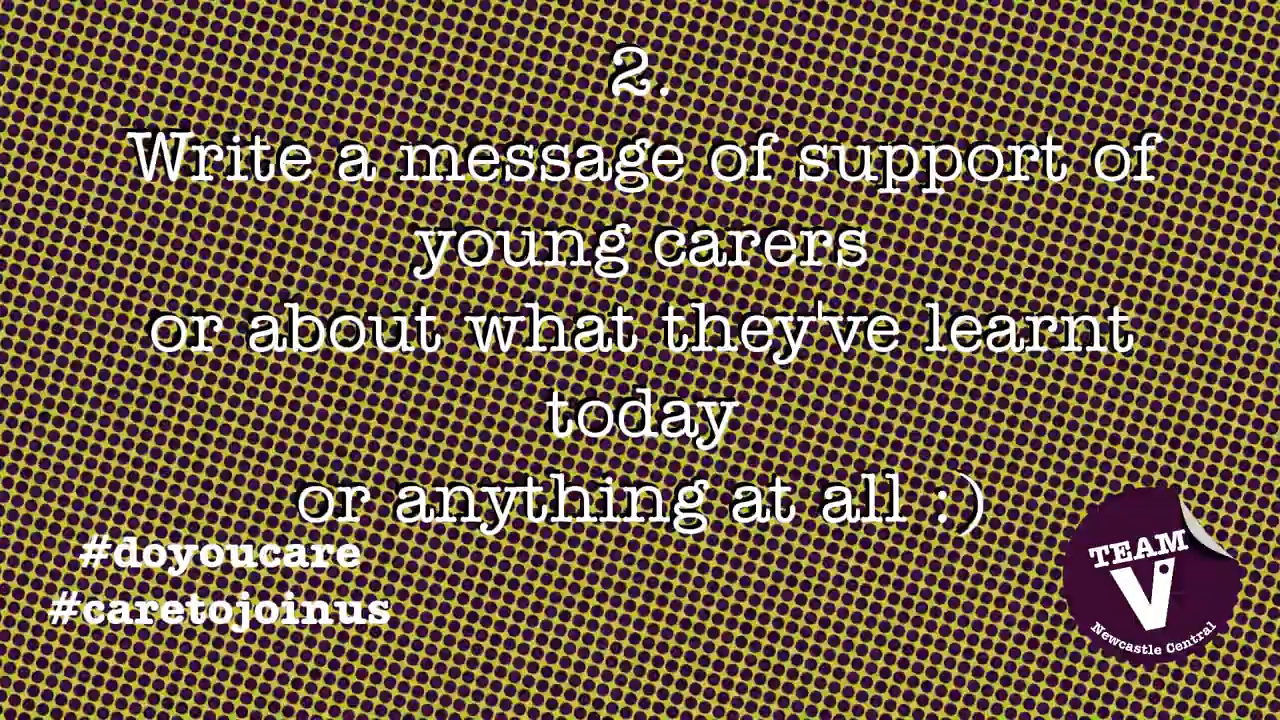 2.
Write a message of support of
young carers
or about what they've learnt
today
or anything at all :)
#doyoucare
#caretojoinus
TEAM
V
Newcastle Central